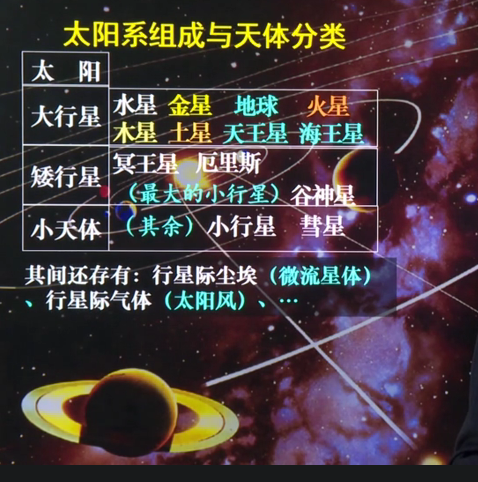 太阳系组成与天体分类
太 阳
大行星
水星 金星 地球 火星
木星 土星 天王星 海王星
矮行星
冥王星 厄里斯
（最大的小行星）谷神星
小天体
（其余）小行星 彗星
其间还存有：行星际尘埃（微流星体）
、行星际气体（太阳风）、…